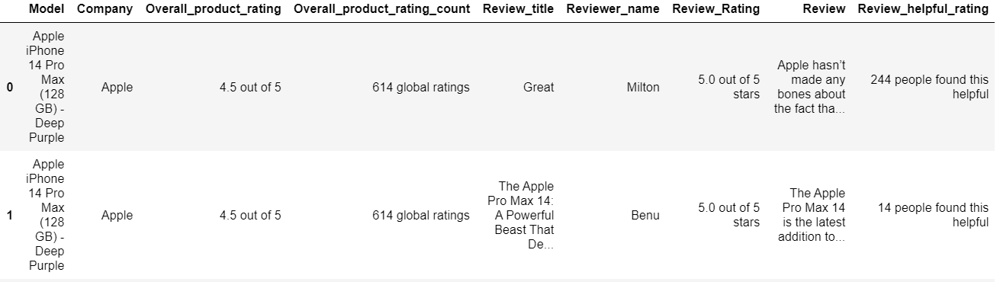 Model Company Overall_product_rating Overall_product_rating_count Review_title Reviewer_name Review_Rating Review Review_helpful_rating
0
Apple
iPhone
14 Pro
Max
(128
GB) -
Deep
Purple
Apple
4.5 out of 5
614 global ratings
Great
Milton
5.0 out of 5
stars
Apple hasn’t
made any
bones about
the fact tha...
244 people found this
helpful
1
Apple
iPhone
14 Pro
Max
(128
GB) -
Deep
Purple
Apple
4.5 out of 5
614 global ratings
The Apple
Pro Max 14:
A Powerful
Beast That
De...
Benu
5.0 out of 5
stars
The Apple
Pro Max 14
is the latest
addition to...
14 people found this
helpful